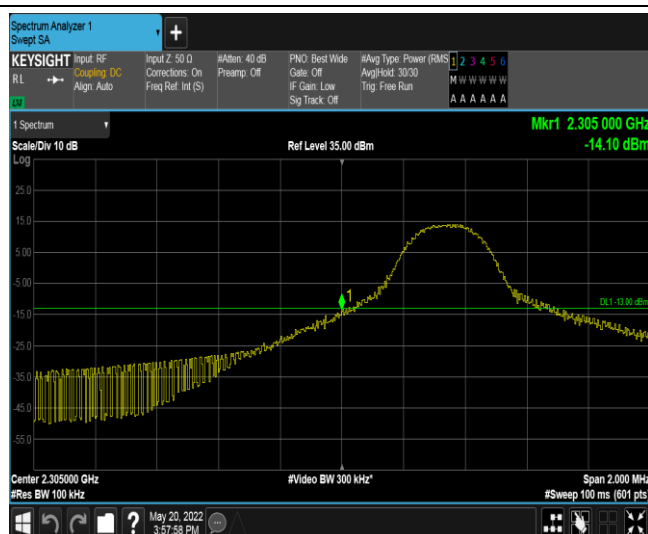 Spectrum Analyzer 1
Swept SA
KEYSIGHT
RL
LM
Input: RF
Coupling: DC
Align: Auto
Input Z: 50 Ω
Corrections: On
Freq Ref: Int (S)
#Atten: 40 dB
Preamp: Off
PNO: Best Wide
Gate: Off
IF Gain: Low
Sig Track: Off
#Avg Type: Power (RMS
Avg|Hold: 30/30
Trig: Free Run
1 2 3 4 5 6
M W W W W W
A A A A A A
1 Spectrum
Scale/Div 10 dB
Ref Level 35.00 dBm
Mkr1 2.305 000 GHz
-14.10 dBm
Log
25.0
15.0
5.00
-5.00
-15.0
-25.0
-35.0
-45.0
-55.0
1
DL1 -13.00 dBm
Center 2.305000 GHz
#Video BW 300 kHz*
Span 2.000 MHz
#Res BW 100 kHz
#Sweep 100 ms (601 pts)
?
May 20, 2022
3:57:58 PM